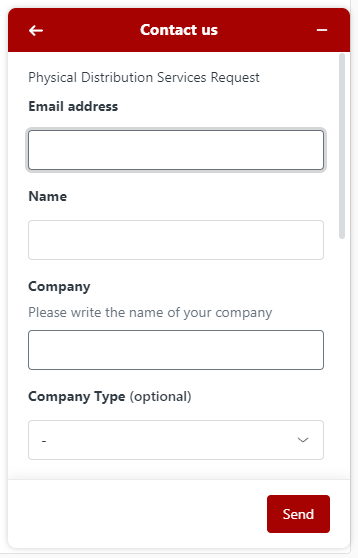 Contact us
Physical Distribution Services Request
Email address
Name
Company
Please write the name of your company
Company Type (optional)
-
Send